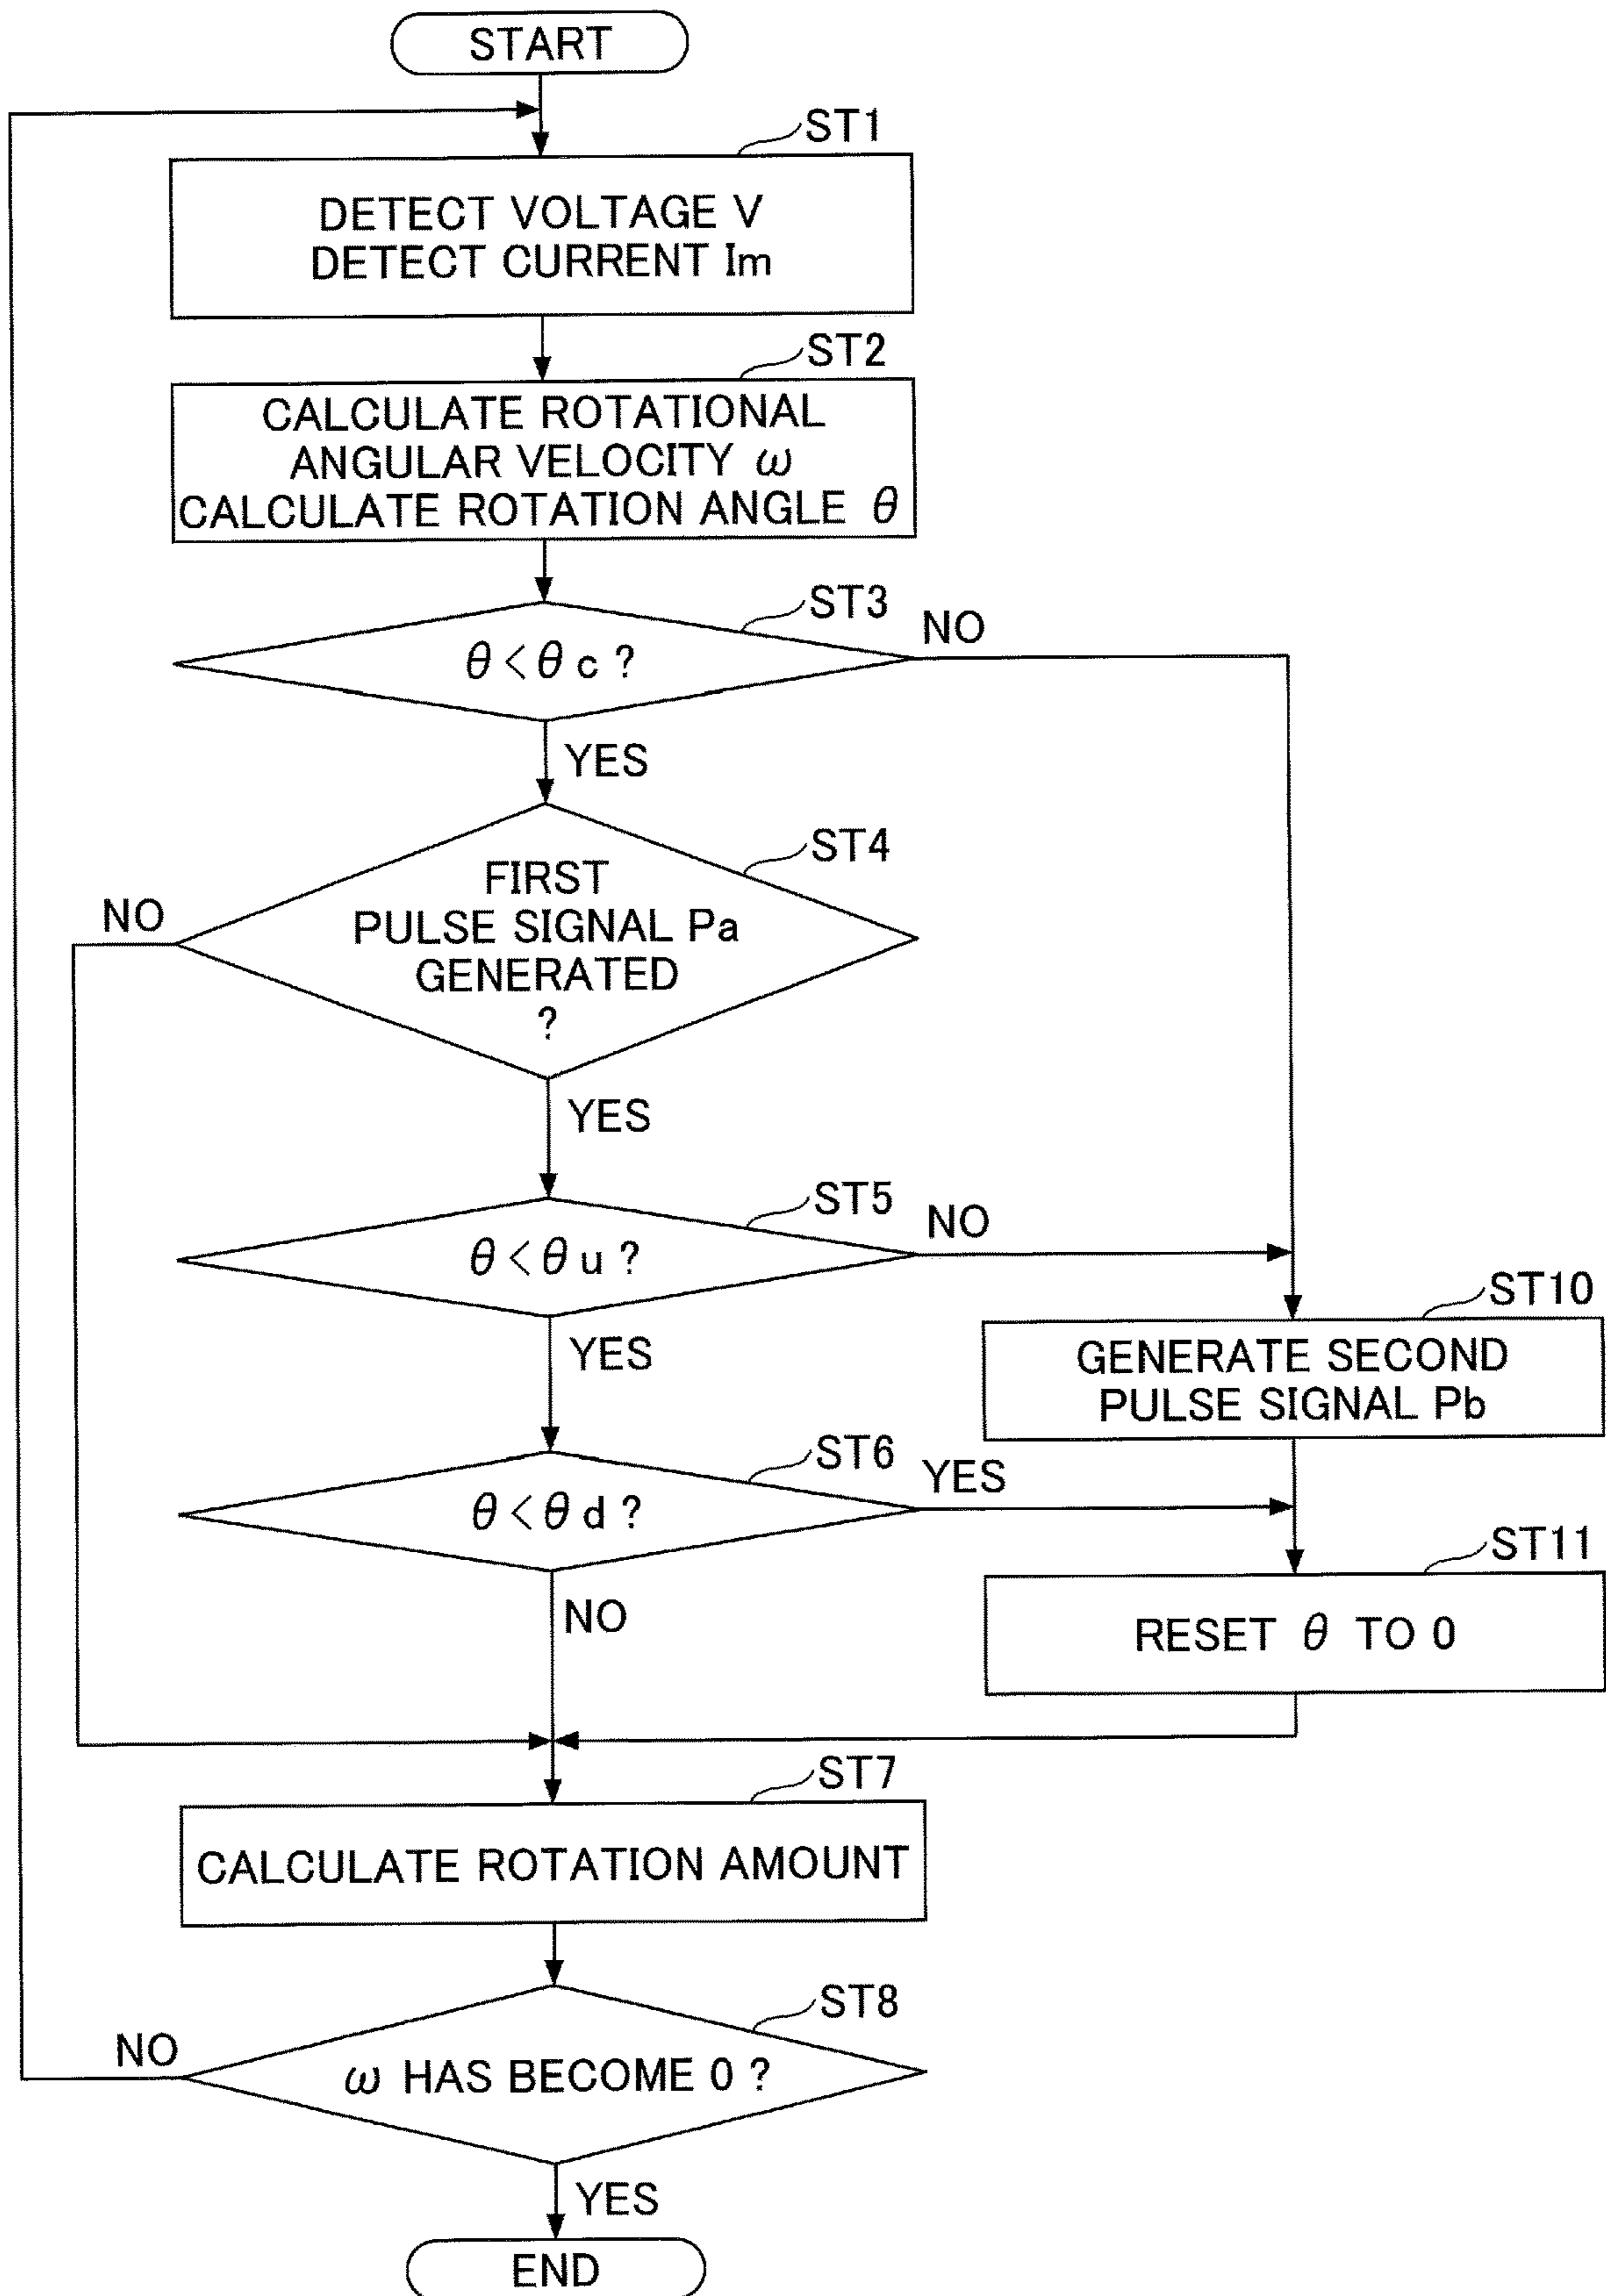 START
ST1
DETECT VOLTAGE V
DETECT CURRENT Im
ST2
CALCULATE ROTATIONAL
ANGULAR VELOCITY ω
CALCULATE ROTATION ANGLE θ
ST3
NO
θ < θ c ?
YES
ST4
NO
FIRST
PULSE SIGNAL Pa
GENERATED
?
YES
ST5
NO
θ < θ u ?
YES
ST10
GENERATE SECOND
PULSE SIGNAL Pb
ST6
YES
θ < θ d ?
NO
ST11
RESET θ TO 0
ST7
CALCULATE ROTATION AMOUNT
ST8
NO
ω HAS BECOME 0 ?
YES
END